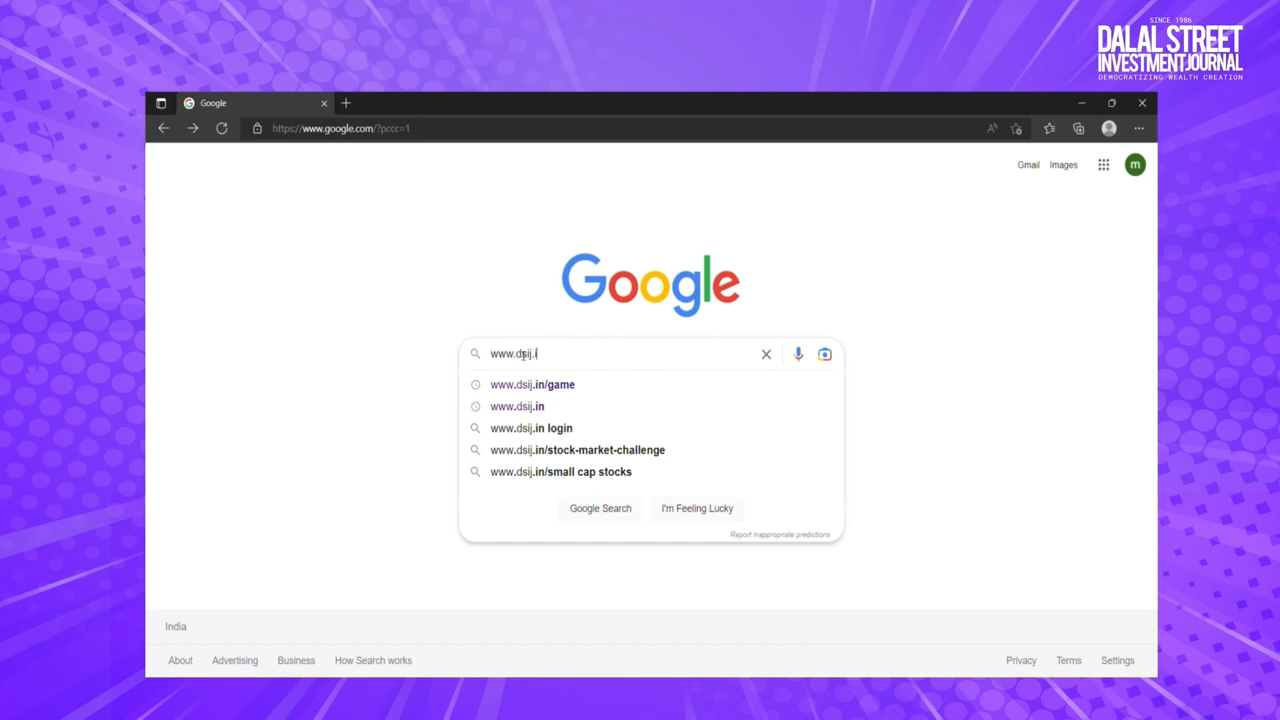 SINCE 1986
DALAL STREET
INVESTMENT JOURNAL
DEMOCRATIZING WEALTH CREATION
Google
https://www.google.com/?pccc=1
Gmail Images
m
Google
www.dsij.i
www.dsij.in/game
www.dsij.in
www.dsij.in login
www.dsij.in/stock-market-challenge
www.dsij.in/small cap stocks
Google Search I'm Feeling Lucky
Report inappropriate predictions
India
About Advertising Business How Search works Privacy Terms Settings